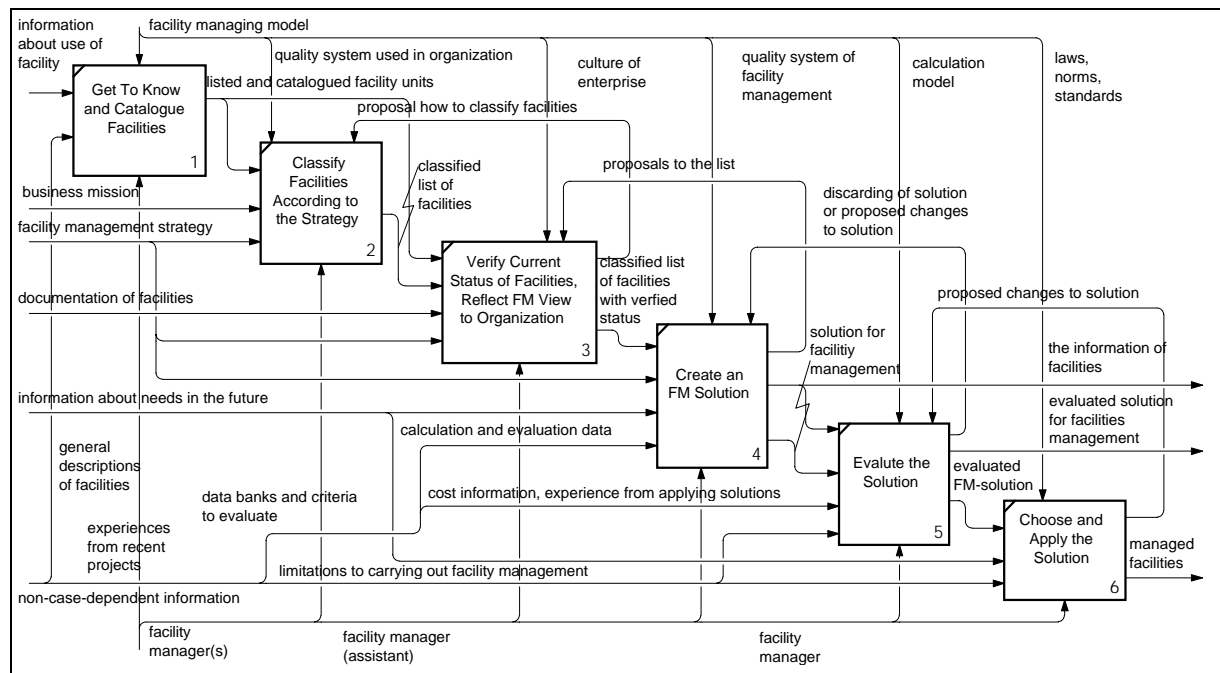 information
about use of
facility
facility managing model
quality system used in organization
listed and catalogued facility units
proposal how to classify facilities
culture of
enterprise
quality system of
facility
management
calculation
model
laws,
norms,
standards
Get To Know
and Catalogue
Facilities
1
business mission
facility management strategy
Classify
Facilities
According to
the Strategy
2
classified
list of
facilities
proposals to the list
discarding of solution
or proposed changes
to solution
documentation of facilities
Verify Current
Status of Facilities,
Reflect FM View
to Organization
3
classified list
of facilities
with verfied
status
proposed changes to solution
solution for
facilitiy
management
the information of
facilities
information about needs in the future
Create an
FM Solution
4
evaluated solution
for facilities
management
general
descriptions
of facilities
calculation and evaluation data
data banks and criteria
to evaluate
cost information, experience from applying solutions
Evalute the
Solution
5
evaluated
FM-solution
experiences
from recent
projects
limitations to carrying out facility management
Choose and
Apply the
Solution
6
managed
facilities
non-case-dependent information
facility
manager(s)
facility manager
(assistant)
facility
manager